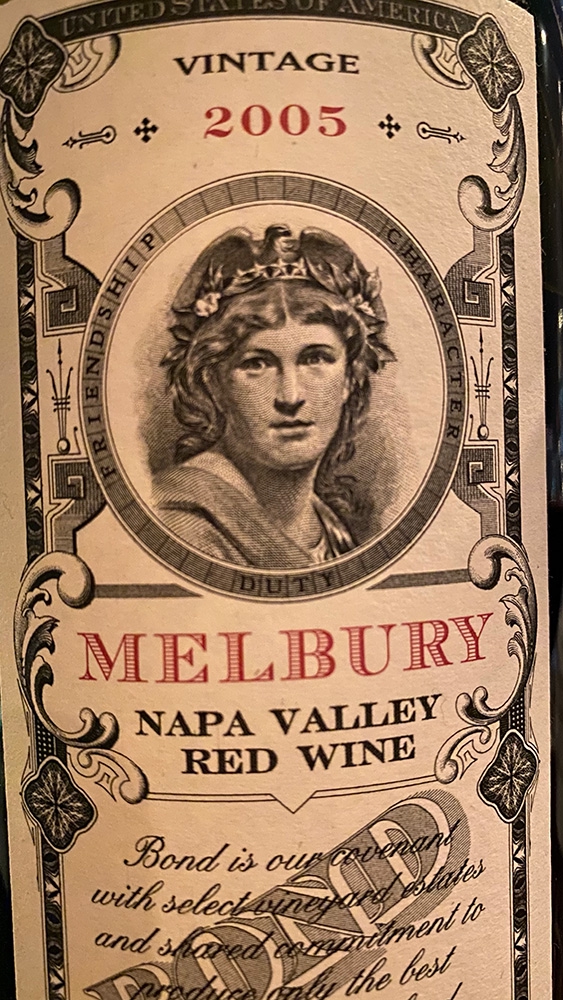 UNITED STATES OF AMERICA
VINTAGE
2005
FRIENDSHIP
CHARACTER
DUTY
MELBURY
NAPA VALLEY
RED WINE
BOND
Bond is our covenant
with select vineyard estates
and shared commitment to
produce only the best